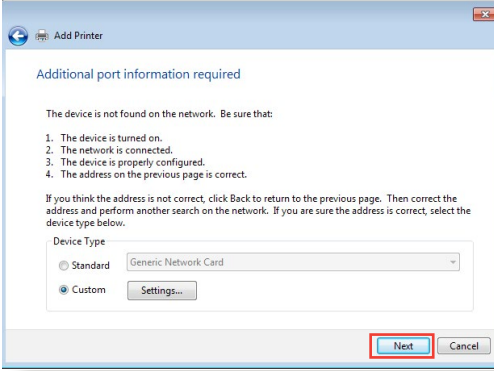 Add Printer
Additional port information required
The device is not found on the network. Be sure that:
1. The device is turned on.
2. The network is connected.
3. The device is properly configured.
4. The address on the previous page is correct.
If you think the address is not correct, click Back to return to the previous page. Then correct the
address and perform another search on the network. If you are sure the address is correct, select the
device type below.
Device Type
Standard Generic Network Card
Custom Settings...
Next Cancel